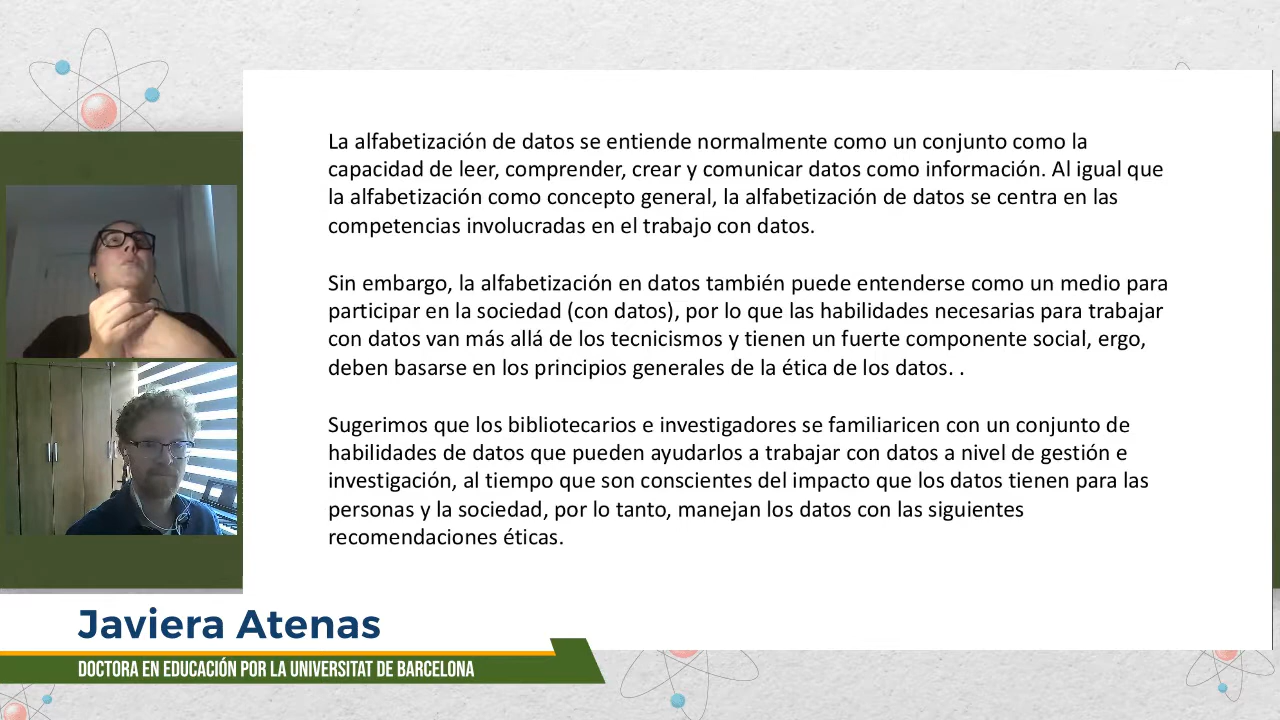 La alfabetización de datos se entiende normalmente como un conjunto como la
capacidad de leer, comprender, crear y comunicar datos como información. Al igual que
la alfabetización como concepto general, la alfabetización de datos se centra en las
competencias involucradas en el trabajo con datos.
Sin embargo, la alfabetización en datos también puede entenderse como un medio para
participar en la sociedad (con datos), por lo que las habilidades necesarias para trabajar
con datos van más allá de los tecnicismos y tienen un fuerte componente social, ergo,
deben basarse en los principios generales de la ética de los datos. .
Sugerimos que los bibliotecarios e investigadores se familiaricen con un conjunto de
habilidades de datos que pueden ayudarlos a trabajar con datos a nivel de gestión e
investigación, al tiempo que son conscientes del impacto que los datos tienen para las
personas y la sociedad, por lo tanto, manejan los datos con las siguientes
recomendaciones éticas.
Javiera Atenas
DOCTORA EN EDUCACIÓN POR LA UNIVERSITAT DE BARCELONA